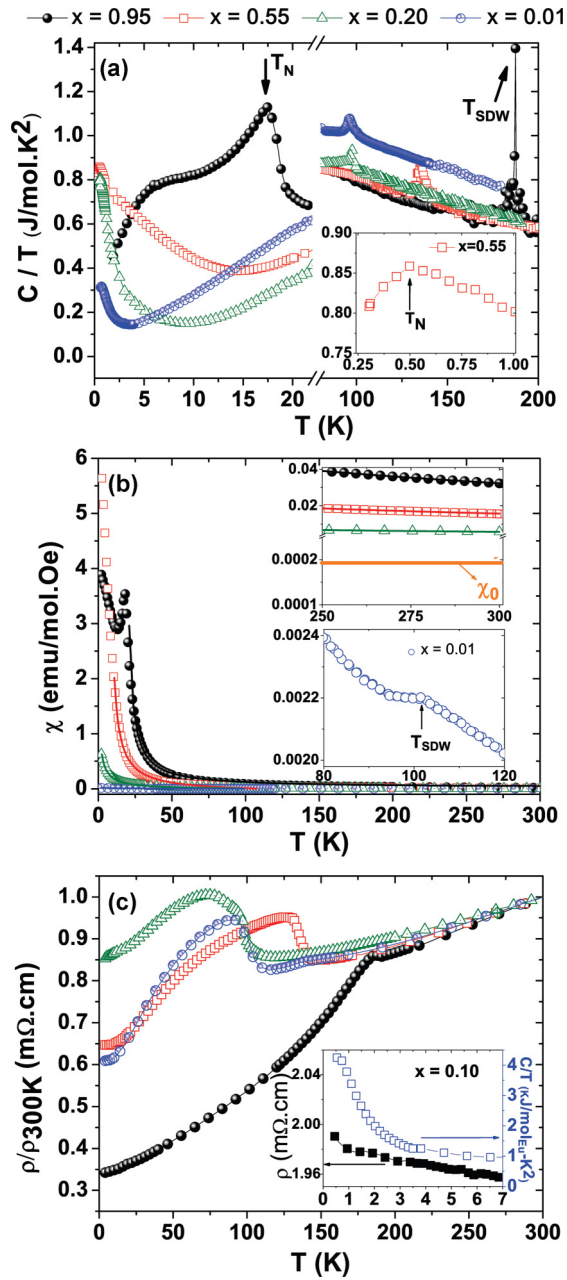 x = 0.95 x = 0.55 x = 0.20 x = 0.01
(a)
T_N
T_SDW
C / T (J/mol.K²)
1.4
1.2
1.0
0.8
0.6
0.4
0.2
0.0
0.90
0.85
0.80
0.75
x=0.55
T_N
0.25 0.50 0.75 1.00
0 5 10 15 20 100 150 200
T (K)
(b)
χ (emu/mol.Oe)
6
5
4
3
2
1
0
0.04
0.02
0.0002
0.0001
χ₀
250 275 300
0.0024
0.0022
0.0020
x = 0.01
T_SDW
80 100 120
0 50 100 150 200 250 300
T (K)
(c)
ρ/ρ300K (mΩ.cm)
1.0
0.9
0.8
0.7
0.6
0.5
0.4
0.3
x = 0.10
ρ (mΩ.cm)
2.04
2.00
1.96
C/T (KJ/mol_Eu-K2)
4
3
2
1
0
0 1 2 3 4 5 6 7
0 50 100 150 200 250 300
T (K)